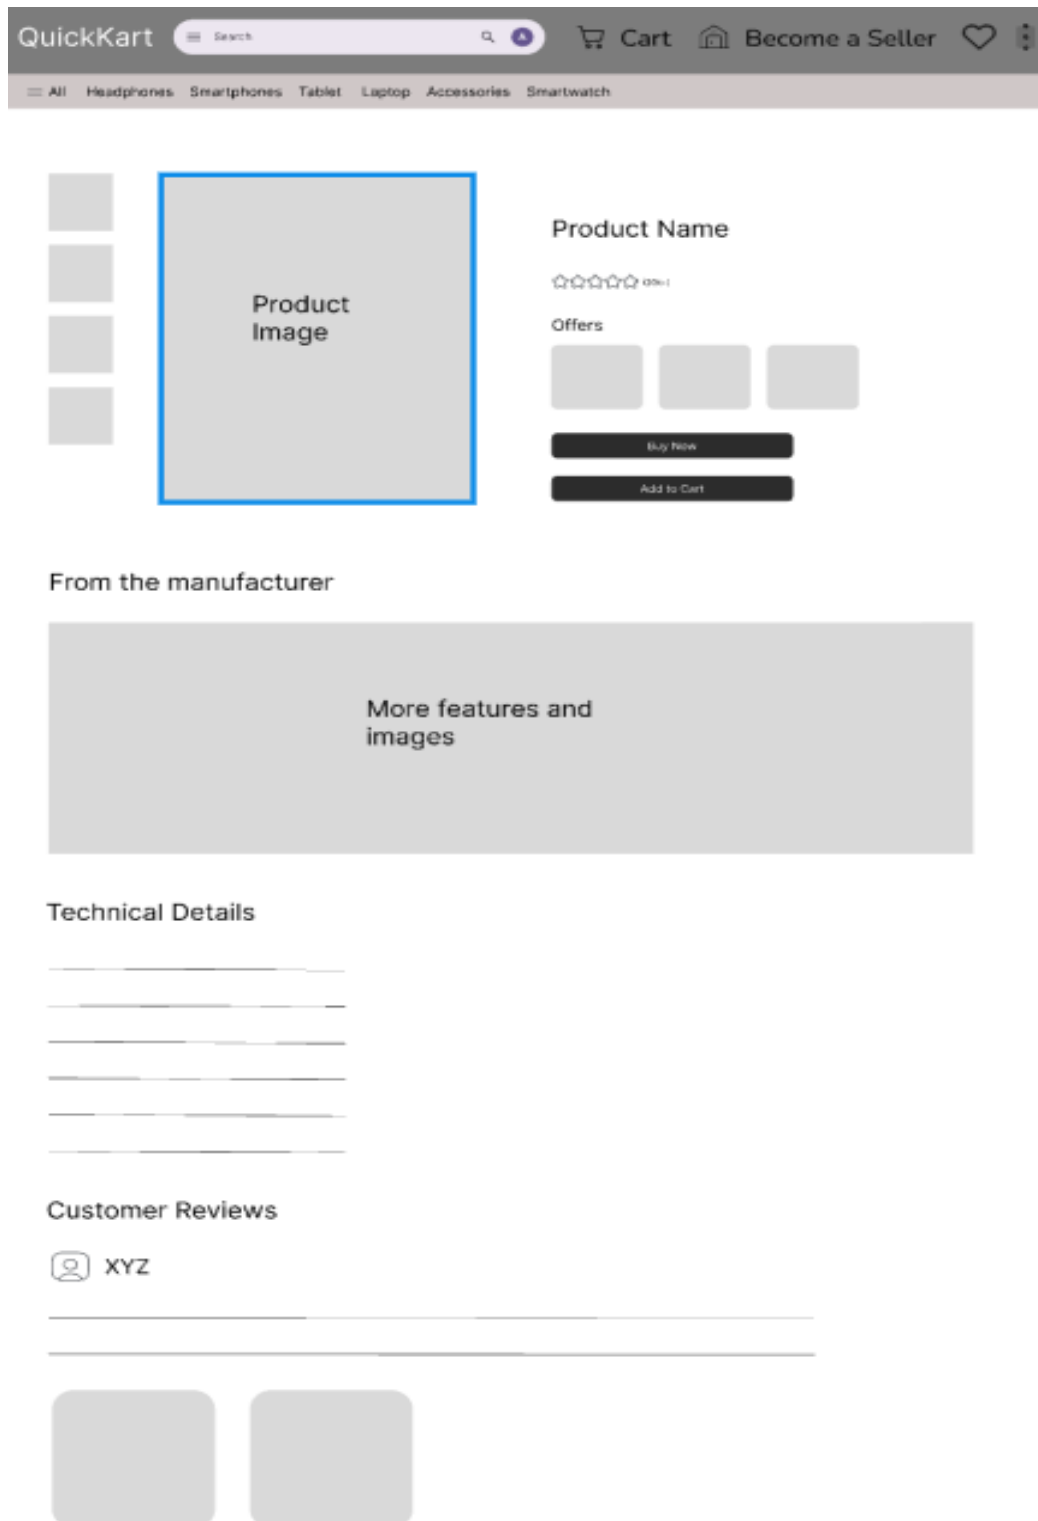 QuickKart
Search
A
Cart
Become a Seller
All Headphones Smartphones Tablet Laptop Accessories Smartwatch
Product
Image
Product Name
Offers
Buy Now
Add to Cart
From the manufacturer
More features and
images
Technical Details
Customer Reviews
XYZ